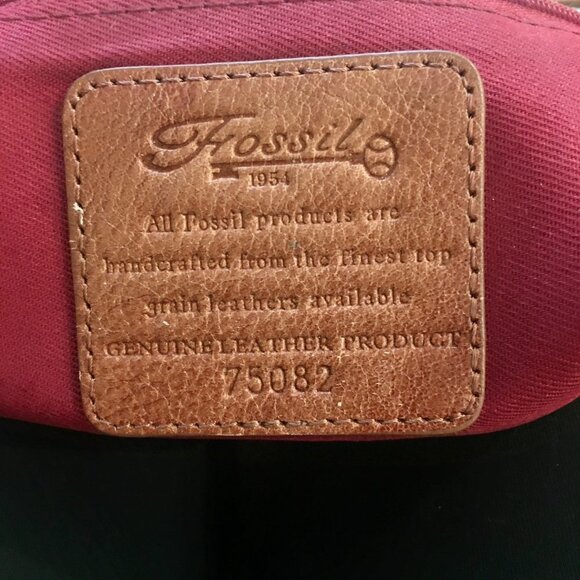 Fossil
1954
All Fossil products are
handcrafted from the finest top
grain leathers available
GENUINE LEATHER PRODUCT
75082